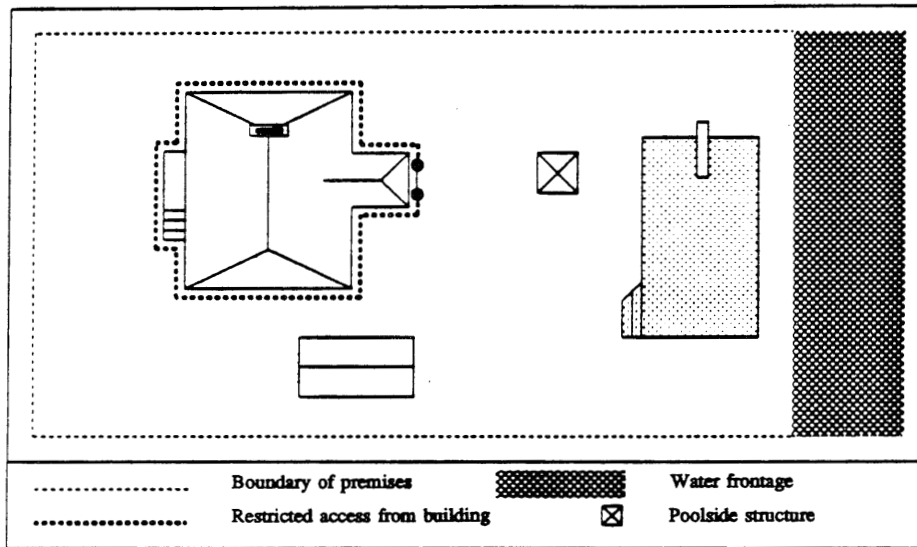 Boundary of premises
Water frontage
Restricted access from building
Poolside structure